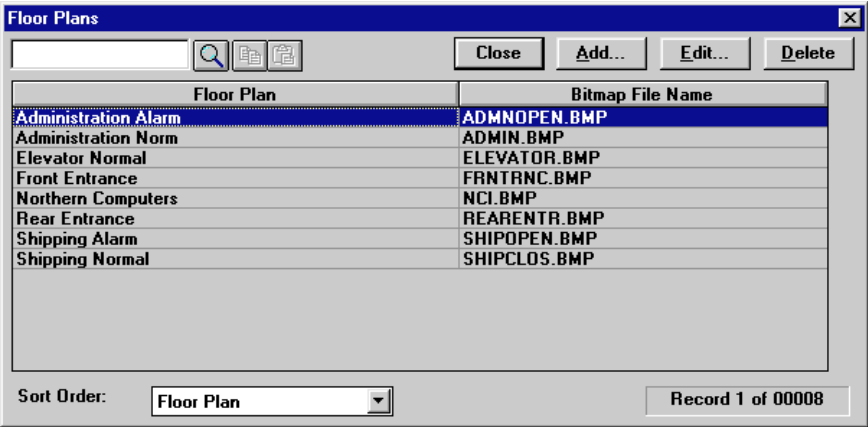 Floor Plans
Close Add... Edit... Delete
Floor Plan Bitmap File Name
Administration Alarm ADMNOPEN.BMP
Administration Norm ADMIN.BMP
Elevator Normal ELEVATOR.BMP
Front Entrance FRNTRNC.BMP
Northern Computers NCI.BMP
Rear Entrance REARENTR.BMP
Shipping Alarm SHIPOPEN.BMP
Shipping Normal SHIPCLOS.BMP
Sort Order: Floor Plan Record 1 of 00008